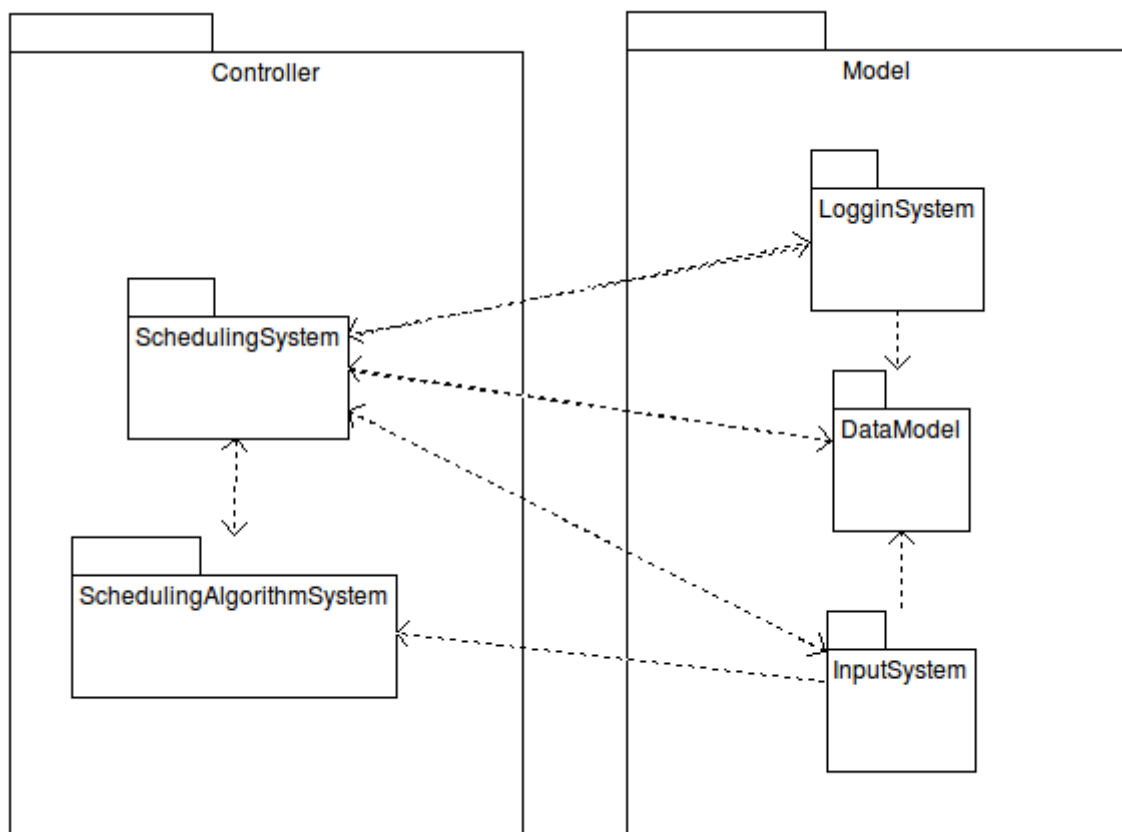 Controller
Model
LogginSystem
SchedulingSystem
DataModel
SchedulingAlgorithmSystem
InputSystem